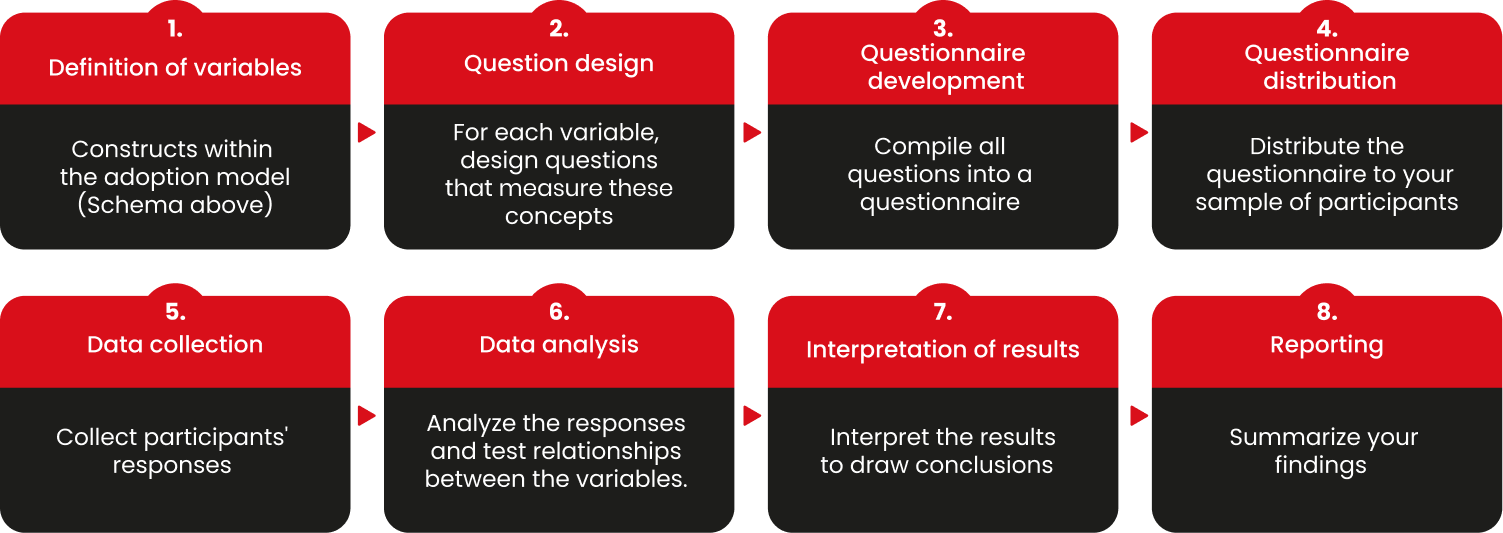 1.
Definition of variables
Constructs within
the adoption model
(Schema above)
2.
Question design
For each variable,
design questions
that measure these
concepts
3.
Questionnaire
development
Compile all
questions into a
questionnaire
4.
Questionnaire
distribution
Distribute the
questionnaire to your
sample of participants
5.
Data collection
Collect participants'
responses
6.
Data analysis
Analyze the responses
and test relationships
between the variables.
7.
Interpretation of results
Interpret the results
to draw conclusions
8.
Reporting
Summarize your
findings